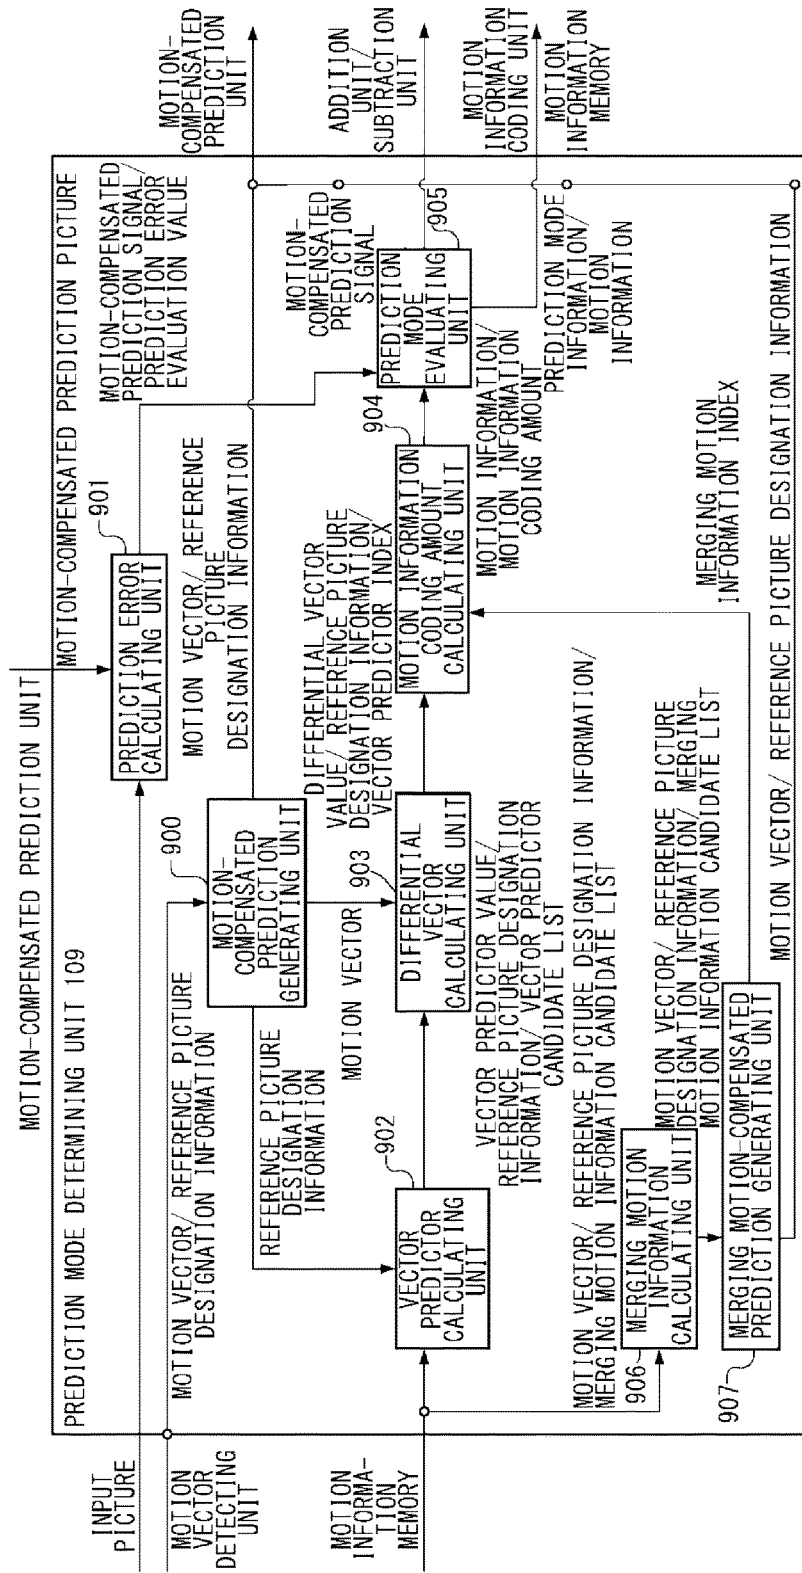 MOTION-COMPENSATED PREDICTION UNIT
MOTION-COMPENSATED PREDICTION PICTURE
PREDICTION MODE DETERMINING UNIT 109
INPUT
PICTURE
MOTION
VECTOR
DETECTING
UNIT
MOTION
INFORMA-
TION
MEMORY
MOTION VECTOR/ REFERENCE PICTURE
DESIGNATION INFORMATION
900
MOTION-
COMPENSATED
PREDICTION
GENERATING UNIT
901
PREDICTION ERROR
CALCULATING UNIT
MOTION-COMPENSATED
PREDICTION SIGNAL/
PREDICTION ERROR
EVALUATION VALUE
MOTION VECTOR/ REFERENCE
PICTURE
DESIGNATION INFORMATION
MOTION-
COMPENSATED
PREDICTION
UNIT
REFERENCE PICTURE
DESIGNATION
INFORMATION
MOTION VECTOR
902
VECTOR
PREDICTOR
CALCULATING
UNIT
VECTOR PREDICTOR VALUE/
REFERENCE PICTURE DESIGNATION
INFORMATION/ VECTOR PREDICTOR
CANDIDATE LIST
903
DIFFERENTIAL
VECTOR
CALCULATING UNIT
DIFFERENTIAL VECTOR
VALUE/ REFERENCE PICTURE
DESIGNATION INFORMATION/
VECTOR PREDICTOR INDEX
904
MOTION INFORMATION
CODING AMOUNT
CALCULATING UNIT
MOTION INFORMATION/
MOTION INFORMATION
CODING AMOUNT
905
PREDICTION
MODE
EVALUATING
UNIT
MOTION-
COMPENSATED
PREDICTION
SIGNAL
ADDITION
UNIT/
SUBTRACTION
UNIT
PREDICTION MODE
INFORMATION/
MOTION
INFORMATION
MOTION
INFORMATION
CODING UNIT
MOTION
INFORMATION
MEMORY
MOTION VECTOR/ REFERENCE PICTURE DESIGNATION INFORMATION/
MERGING MOTION INFORMATION CANDIDATE LIST
906
MERGING MOTION
INFORMATION
CALCULATING UNIT
MOTION VECTOR/ REFERENCE PICTURE
DESIGNATION INFORMATION/ MERGING
MOTION INFORMATION CANDIDATE LIST
907
MERGING MOTION-COMPENSATED
PREDICTION GENERATING UNIT
MERGING MOTION
INFORMATION INDEX
MOTION VECTOR/ REFERENCE PICTURE DESIGNATION INFORMATION